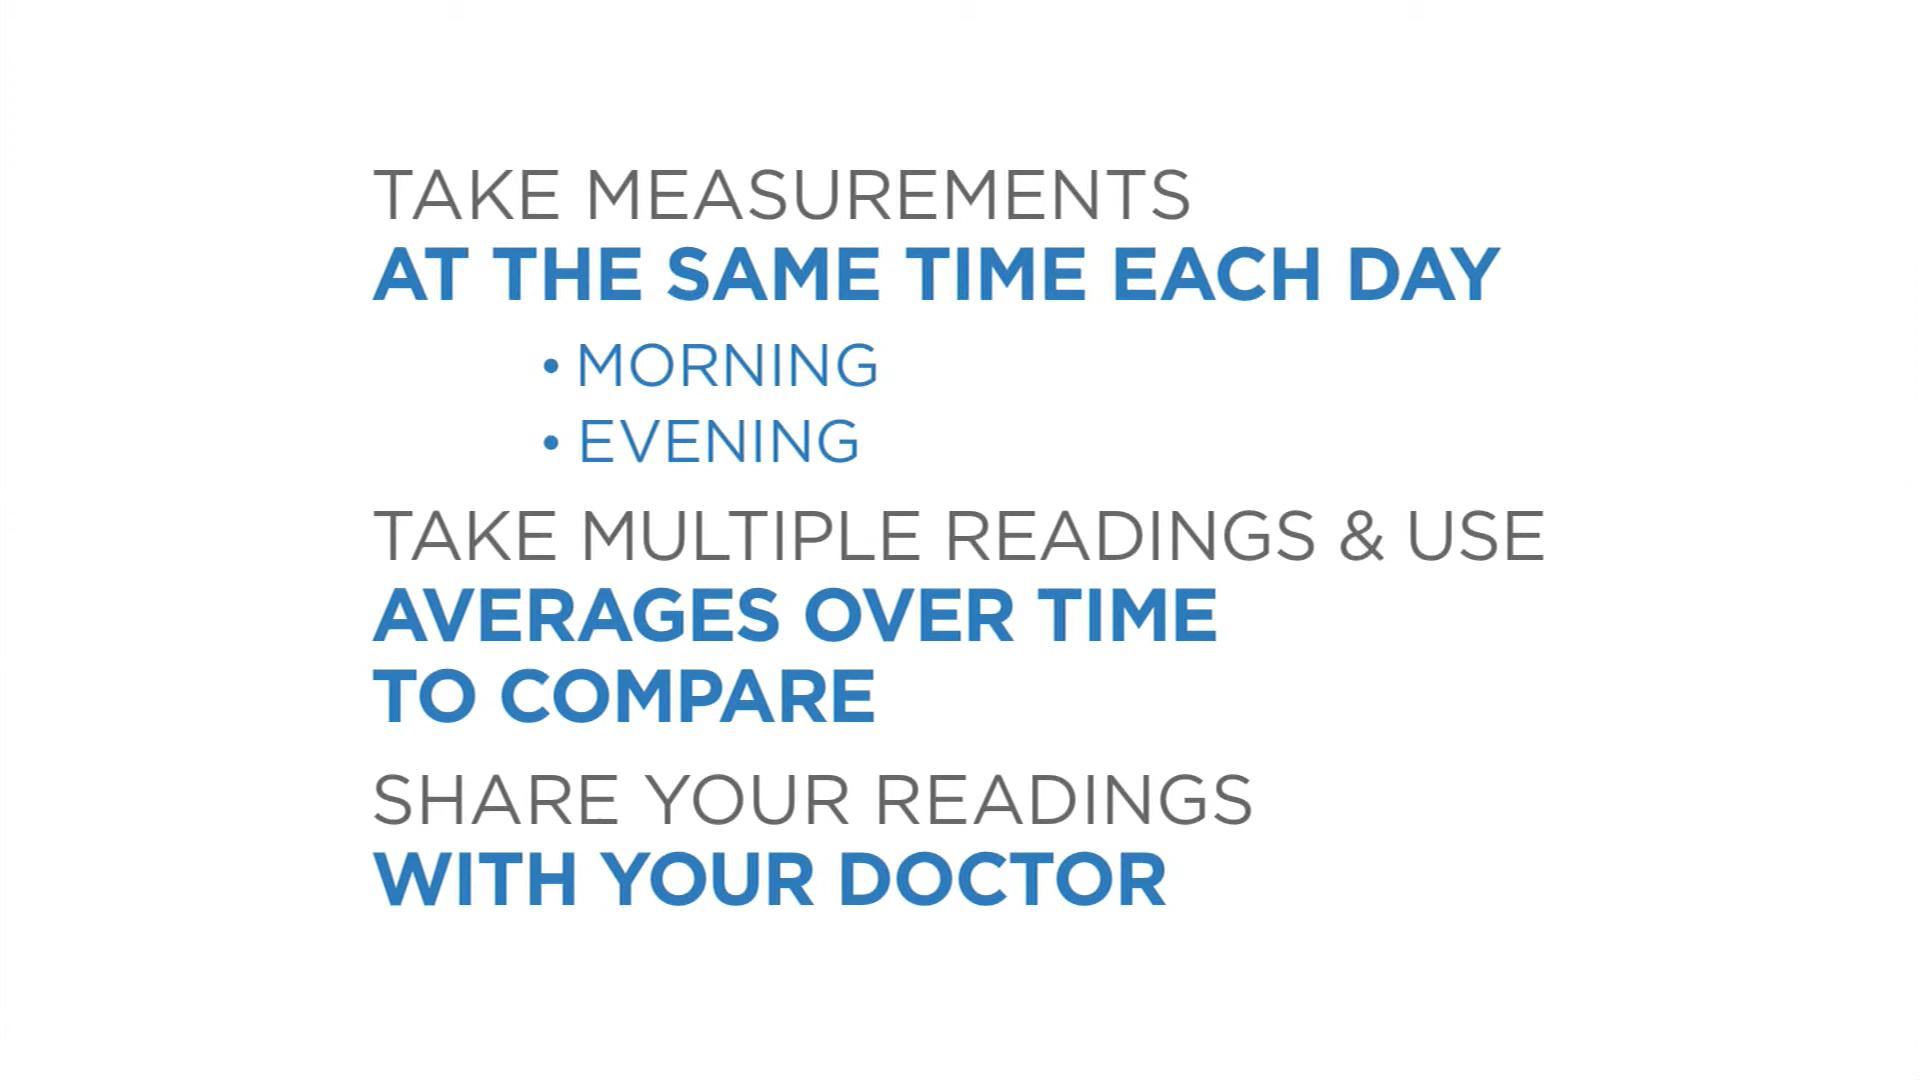 TAKE MEASUREMENTS
AT THE SAME TIME EACH DAY
• MORNING
• EVENING
TAKE MULTIPLE READINGS & USE
AVERAGES OVER TIME
TO COMPARE
SHARE YOUR READINGS
WITH YOUR DOCTOR